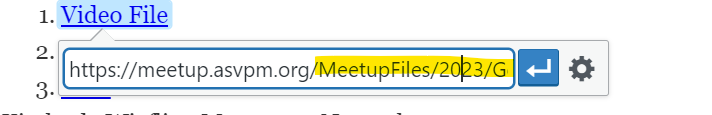 1. Video File
2.
https://meetup.asvpm.org/MeetupFiles/2023/G
3.